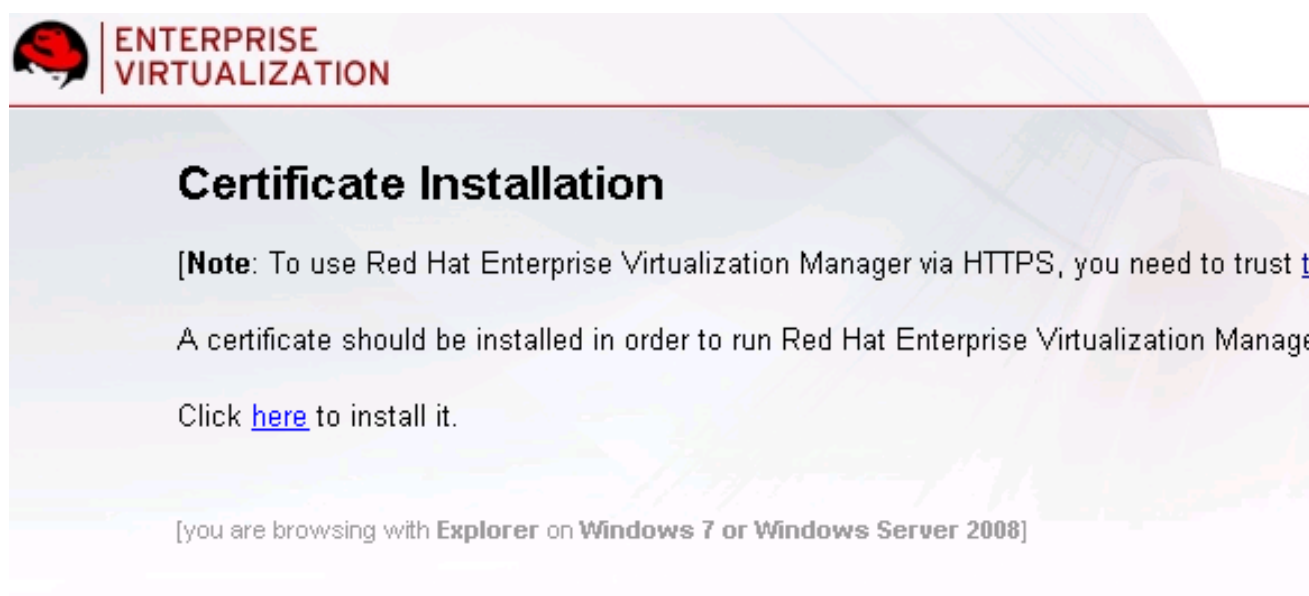 ENTERPRISE
VIRTUALIZATION
Certificate Installation
[Note: To use Red Hat Enterprise Virtualization Manager via HTTPS, you need to trust
A certificate should be installed in order to run Red Hat Enterprise Virtualization Manage
Click here to install it.
[you are browsing with Explorer on Windows 7 or Windows Server 2008]